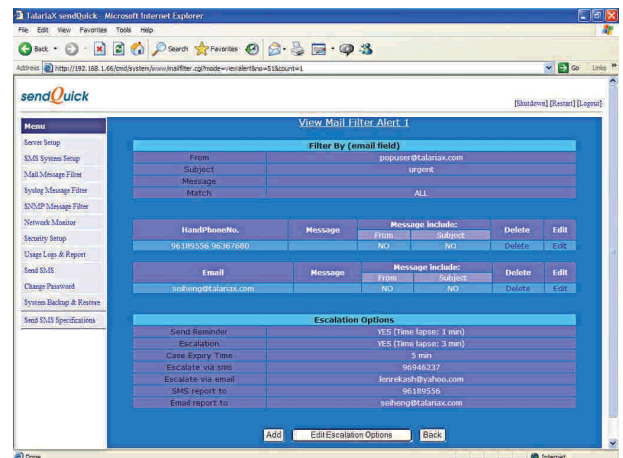 TalariaX sendQuick - Microsoft Internet Explorer
File Edit View Favorites Tools Help
Back Search Favorites
Address http://192.168.1.66/cmd/system/www/mailfilter.cgi?mode=viewalert&no=51&count=1 Go Links
sendQuick
[Shutdown] [Restart] [Logout]
Menu
Server Setup
SMS System Setup
Mail Message Filter
Syslog Message Filter
SNMP Message Filter
Network Monitor
Security Setup
Usage Logs & Report
Send SMS
Change Password
System Backup & Restore
Send SMS Specifications
View Mail Filter Alert 1
Filter By (email field)
From popuser@talariax.com
Subject urgent
Message
Match ALL
HandPhoneNo. Message Message include: Delete Edit
From Subject
96189556 96367680 NO NO Delete Edit
Email Message Message include: Delete Edit
From Subject
seiheng@talariax.com NO NO Delete Edit
Escalation Options
Send Reminder YES (Time lapse: 1 min)
Escalation YES (Time lapse: 3 min)
Case Expiry Time 5 min
Escalate via sms 96946237
Escalate via email lenrekash@yahoo.com
SMS report to 96189556
Email report to seiheng@talariax.com
Add Edit Escalation Options Back
Done Internet